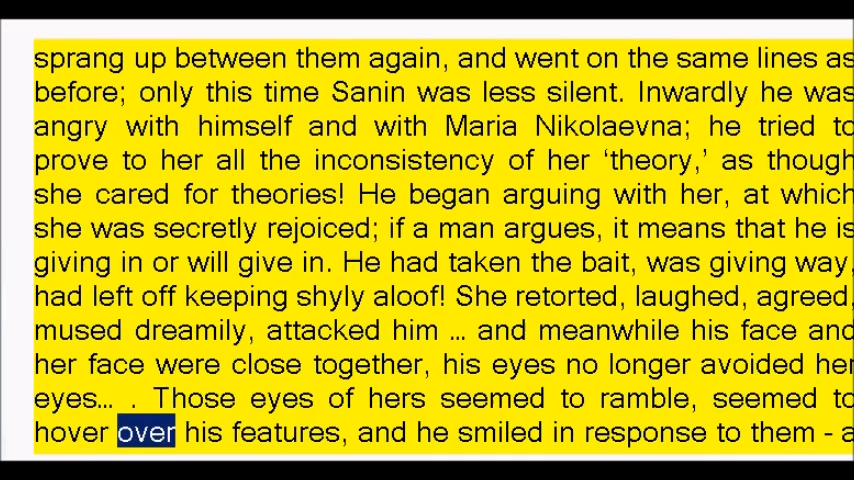 sprang up between them again, and went on the same lines as
before; only this time Sanin was less silent. Inwardly he was
angry with himself and with Maria Nikolaevna; he tried to
prove to her all the inconsistency of her ‘theory,’ as though
she cared for theories! He began arguing with her, at which
she was secretly rejoiced; if a man argues, it means that he is
giving in or will give in. He had taken the bait, was giving way,
had left off keeping shyly aloof! She retorted, laughed, agreed,
mused dreamily, attacked him ... and meanwhile his face and
her face were close together, his eyes no longer avoided her
eyes... . Those eyes of hers seemed to ramble, seemed to
hover over his features, and he smiled in response to them - a